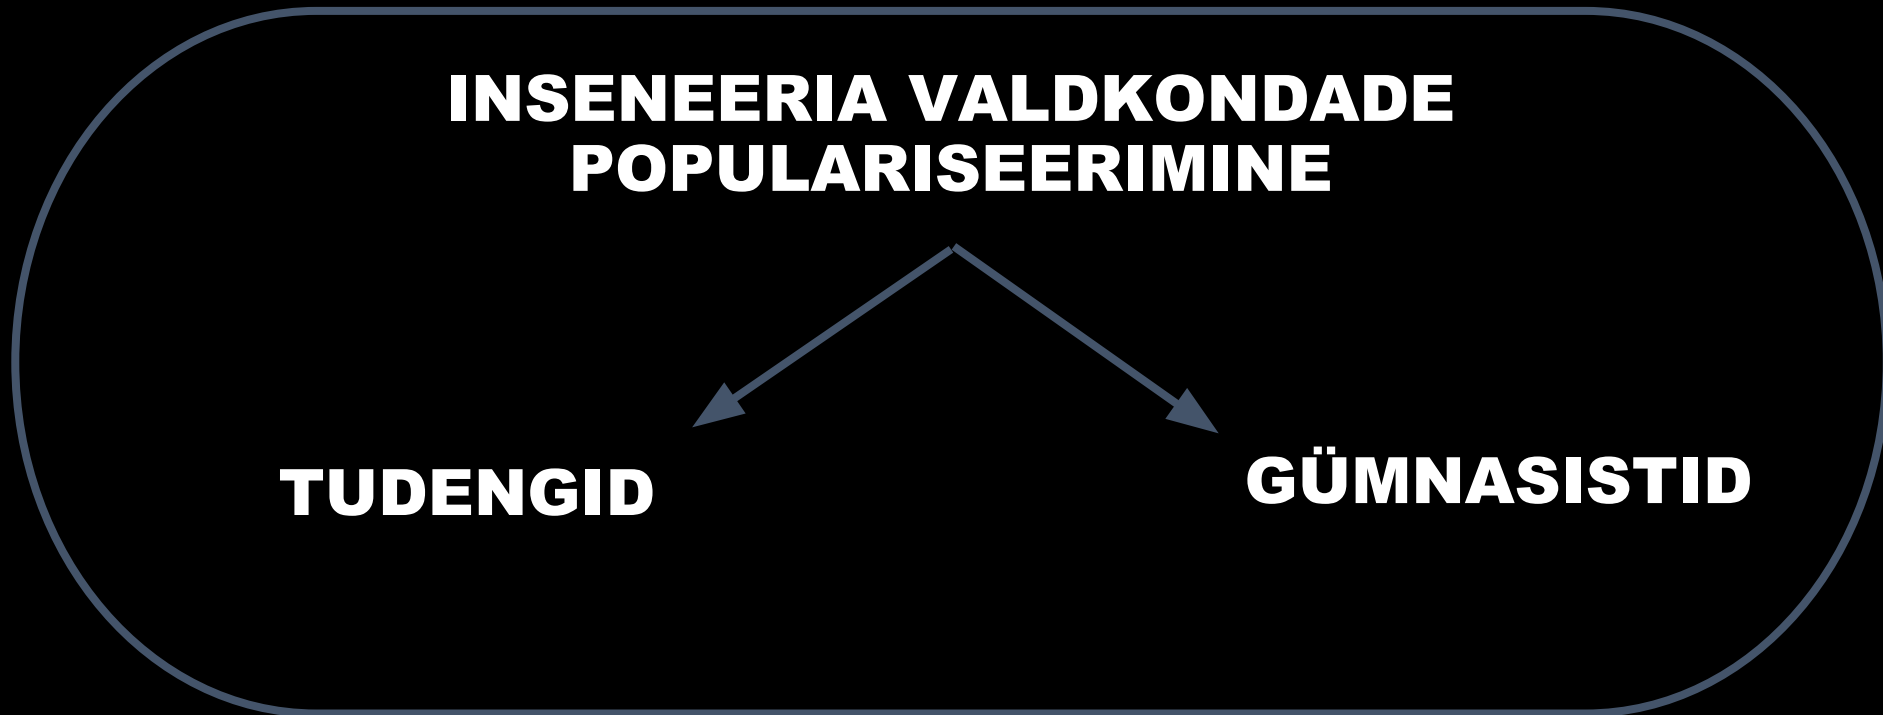 INSENEERIA VALDKONDADE
POPULARISEERIMINE
TUDENGID
GÜMNASISTID